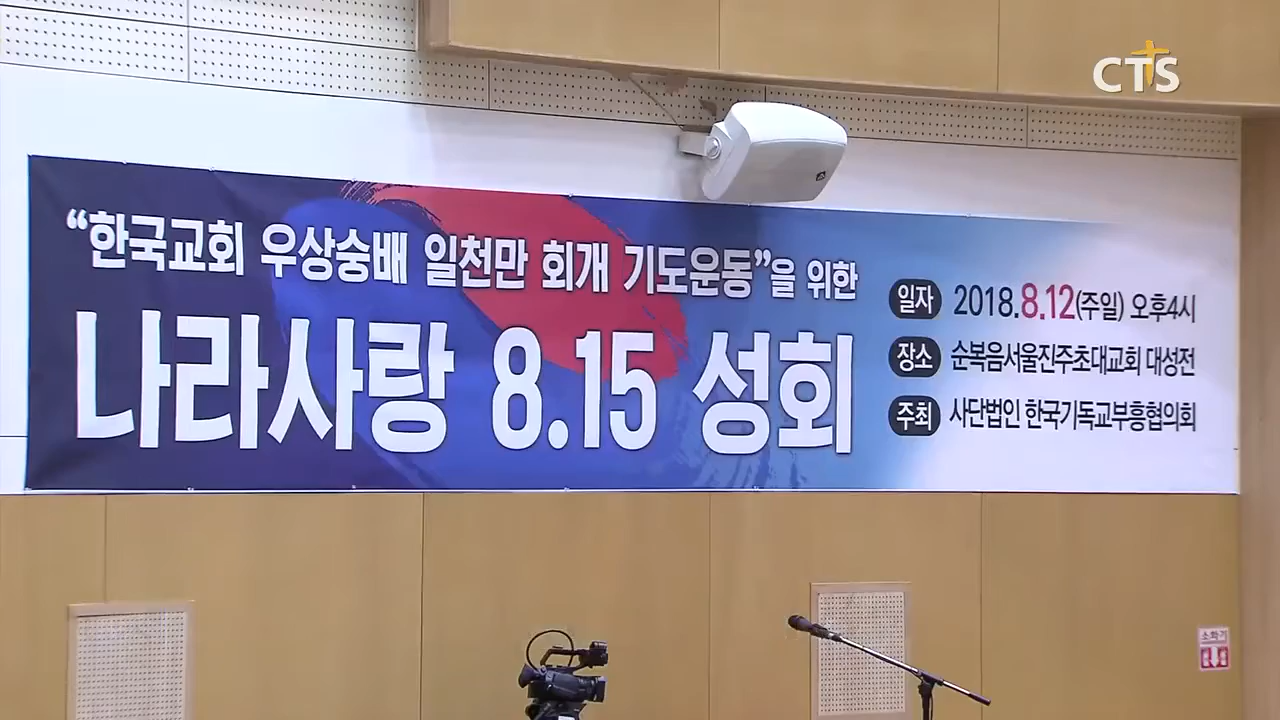 CTS
“한국교회 우상숭배 일천만 회개 기도운동”을 위한
나라사랑 8.15 성회
일자 2018.8.12(주일) 오후4시
장소 순복음서울진주초대교회 대성전
주최 사단법인 한국기독교부흥협의회
소화기